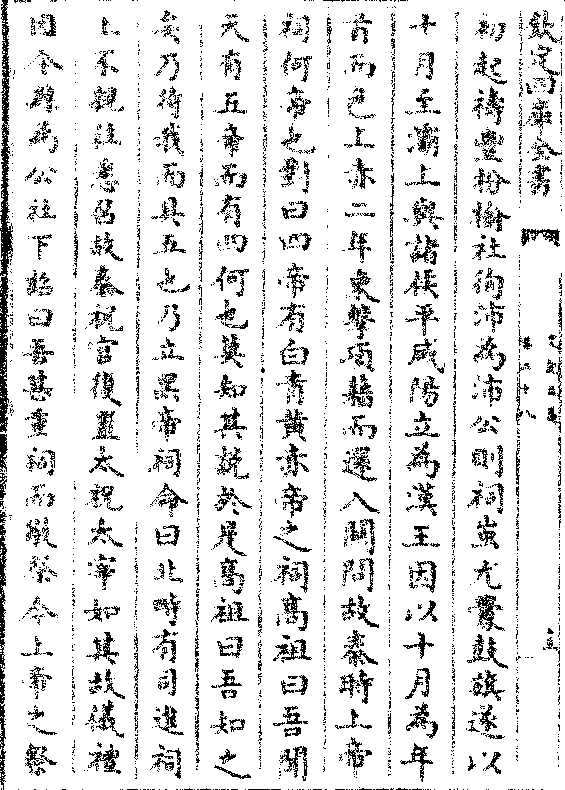 欽定四庫全書
初起禱豐枌榆社徇沛為沛公則祠蚩尤釁鼓旗遂以
十月至灞上與諸侯平咸陽立為漢王因以十月為年
首而色上赤二年東擊項籍而還入關問故秦時上帝
祠何帝也對曰四帝有白青黃赤帝之祠高祖曰吾聞
天有五帝而有四何也莫知其說於是高祖曰吾知之
矣乃待我而具五也乃立黑帝祠命曰北畤有司進祠
上不親往悉召故秦祝官復置太祝太宰如其故儀禮
因令縣為公社下詔曰吾甚重祠而敬祭今上帝之祭